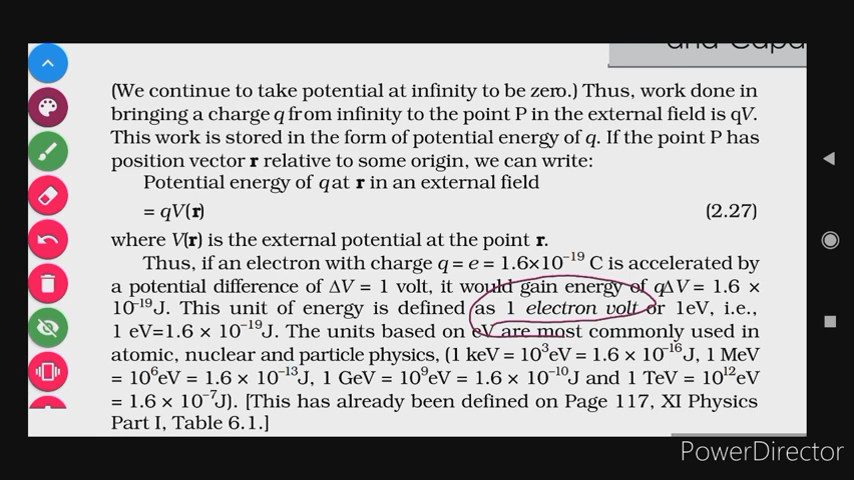 and Capa
(We continue to take potential at infinity to be zero.) Thus, work done in
bringing a charge q from infinity to the point P in the external field is qV.
This work is stored in the form of potential energy of q. If the point P has
position vector r relative to some origin, we can write:
Potential energy of q at r in an external field
= qV(r) (2.27)
where V(r) is the external potential at the point r.
Thus, if an electron with charge q = e = 1.6×10⁻¹⁹ C is accelerated by
a potential difference of ΔV = 1 volt, it would gain energy of qΔV = 1.6 ×
10⁻¹⁹J. This unit of energy is defined as 1 electron volt or 1eV, i.e.,
1 eV=1.6 × 10⁻¹⁹J. The units based on eV are most commonly used in
atomic, nuclear and particle physics, (1 keV = 10³eV = 1.6 × 10⁻¹⁶J, 1 MeV
= 10⁶eV = 1.6 × 10⁻¹³J, 1 GeV = 10⁹eV = 1.6 × 10⁻¹⁰J and 1 TeV = 10¹²eV
= 1.6 × 10⁻⁷J). [This has already been defined on Page 117, XI Physics
Part I, Table 6.1.]
PowerDirector